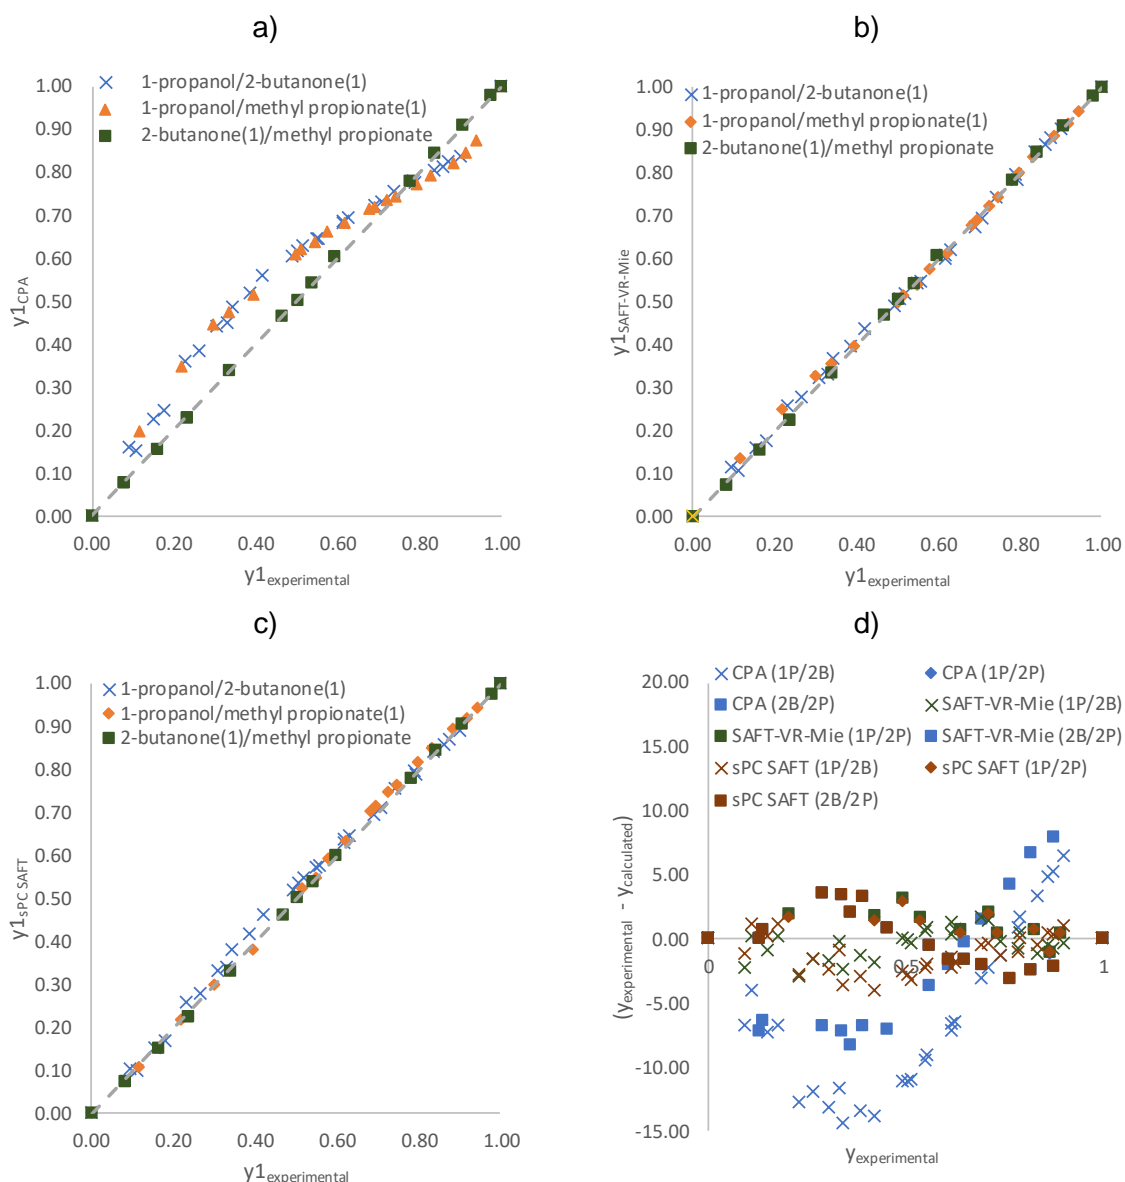 a)
1-propanol/2-butanone(1)
1-propanol/methyl propionate(1)
2-butanone(1)/methyl propionate
1.00
0.90
0.80
0.70
0.60
0.50
0.40
0.30
0.20
0.10
0.00
y1CPA
0.00 0.20 0.40 0.60 0.80 1.00
y1experimental
b)
1-propanol/2-butanone(1)
1-propanol/methyl propionate(1)
2-butanone(1)/methyl propionate
1.00
0.90
0.80
0.70
0.60
0.50
0.40
0.30
0.20
0.10
0.00
y1SAFT-VR-Mie
0.00 0.20 0.40 0.60 0.80 1.00
y1experimental
c)
1-propanol/2-butanone(1)
1-propanol/methyl propionate(1)
2-butanone(1)/methyl propionate
1.00
0.90
0.80
0.70
0.60
0.50
0.40
0.30
0.20
0.10
0.00
y1sPC SAFT
0.00 0.20 0.40 0.60 0.80 1.00
y1experimental
d)
CPA (1P/2B) CPA (1P/2P)
CPA (2B/2P) SAFT-VR-Mie (1P/2B)
SAFT-VR-Mie (1P/2P) SAFT-VR-Mie (2B/2P)
sPC SAFT (1P/2B) sPC SAFT (1P/2P)
sPC SAFT (2B/2P)
20.00
15.00
10.00
5.00
0.00
-5.00
-10.00
-15.00
(yexperimental - ycalculated)
0 0.5 1
yexperimental